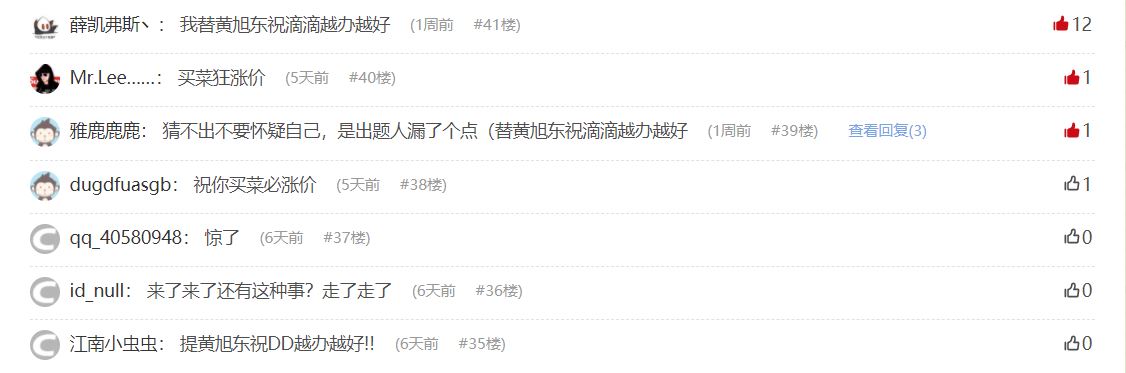 薛凯弗斯丶： 我替黄旭东祝滴滴越办越好 (1周前 #41楼) 12
Mr.Lee……： 买菜狂涨价 (5天前 #40楼) 1
雅鹿鹿鹿： 猜不出不要怀疑自己，是出题人漏了个点（替黄旭东祝滴滴越办越好 (1周前 #39楼) 查看回复(3) 1
dugdfuasgb： 祝你买菜必涨价 (5天前 #38楼) 1
qq_40580948： 惊了 (6天前 #37楼) 0
id_null： 来了来了还有这种事？走了走了 (6天前 #36楼) 0
江南小虫虫： 提黄旭东祝DD越办越好!! (6天前 #35楼) 0